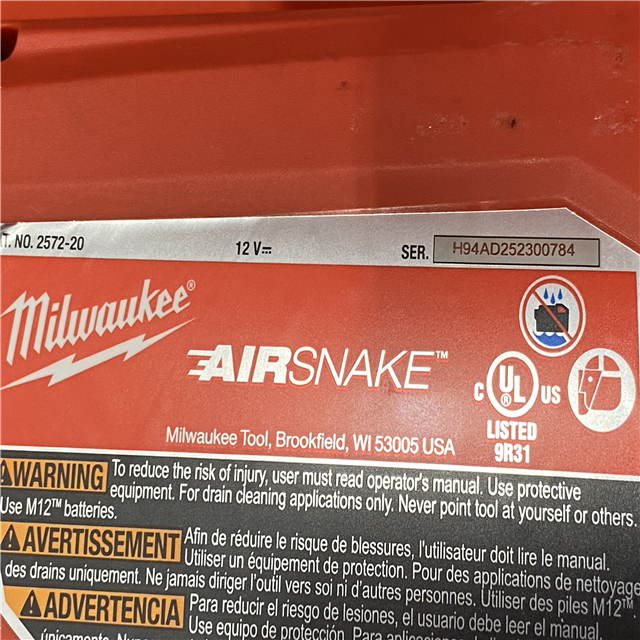 T. NO. 2572-20 12 V⎓ SER. H94AD252300784
Milwaukee®
AIRSNAKE™
C UL® US
LISTED
9R31
Milwaukee Tool, Brookfield, WI 53005 USA
WARNING To reduce the risk of injury, user must read operator's manual. Use protective
equipment. For drain cleaning applications only. Never point tool at yourself or others.
Use M12™ batteries.
AVERTISSEMENT Afin de réduire le risque de blessures, l'utilisateur doit lire le manual.
Utiliser un équipement de protection. Pour des applications de nettoyage
des drains uniquement. Ne jamais diriger l'outil vers soi ni d'autres personnes. Utiliser des piles M12™
ADVERTENCIA Para reducir el riesgo de lesiones, el usuario debe leer el manual.
Use equipo de protección. Para aplicaciones
únicamente. Nunca